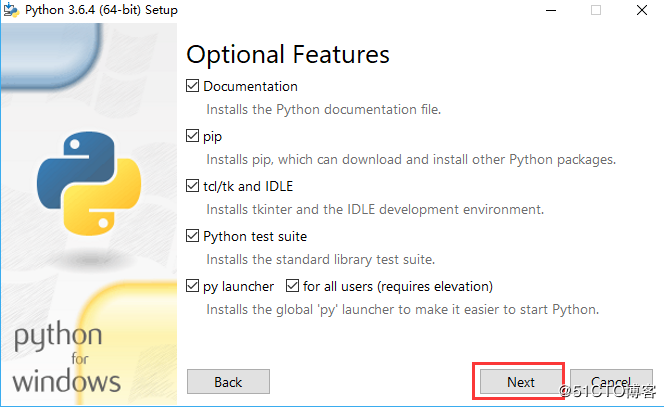 Python 3.6.4 (64-bit) Setup
Optional Features
Documentation
Installs the Python documentation file.
pip
Installs pip, which can download and install other Python packages.
tcl/tk and IDLE
Installs tkinter and the IDLE development environment.
Python test suite
Installs the standard library test suite.
py launcher for all users (requires elevation)
Installs the global 'py' launcher to make it easier to start Python.
python
for
windows
Back Next Cancel
@51CTO博客